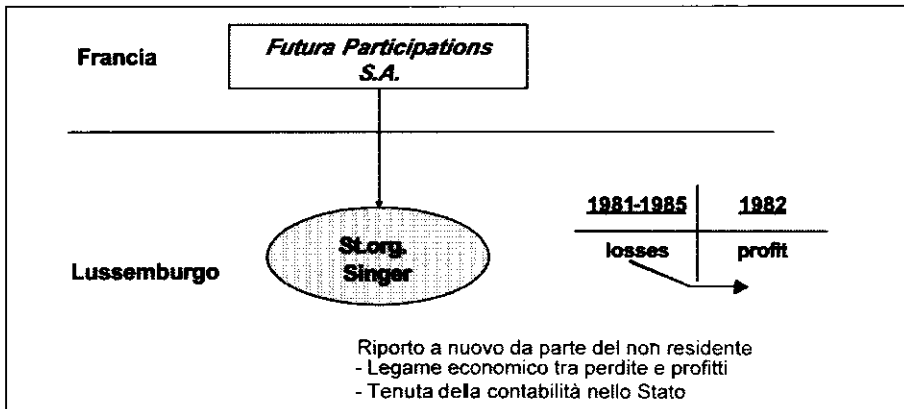 Francia
Futura Participations
S.A.
Lussemburgo
St.org.
Singer
1981-1985 1982
losses profit
Riporto a nuovo da parte del non residente
- Legame economico tra perdite e profitti
- Tenuta della contabilità nello Stato